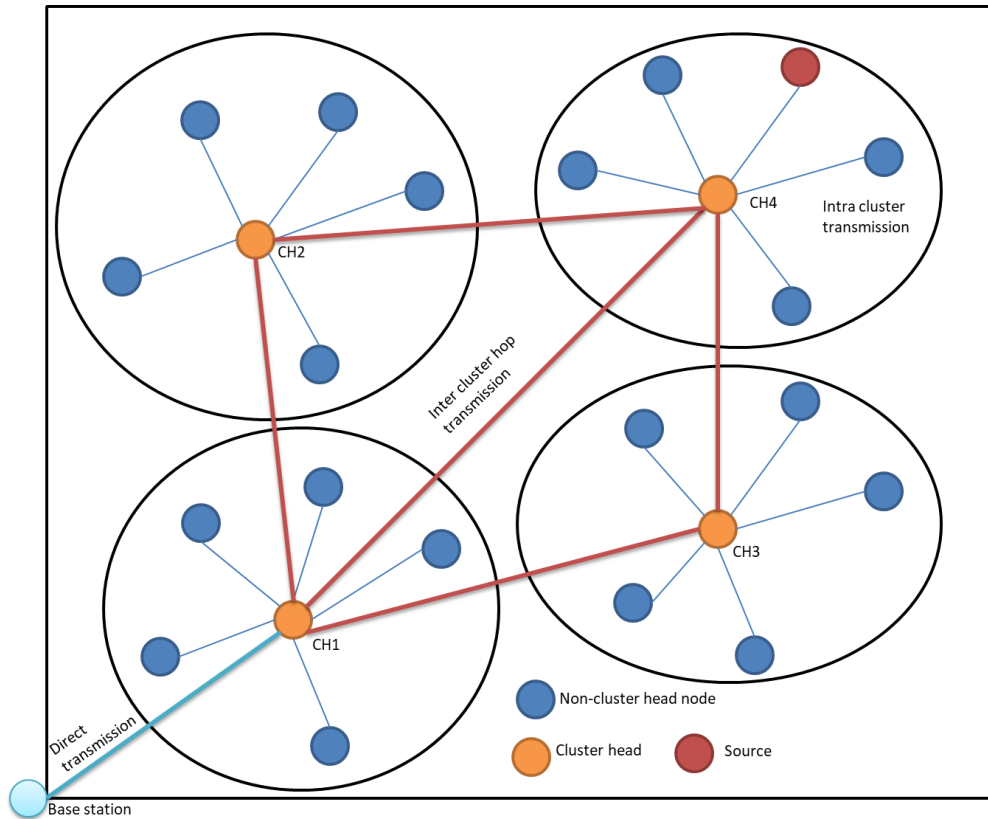 CH4
Intra cluster
transmission
CH2
Inter cluster hop
transmission
CH3
CH1
Direct
transmission
Non-cluster head node
Cluster head
Source
Base station